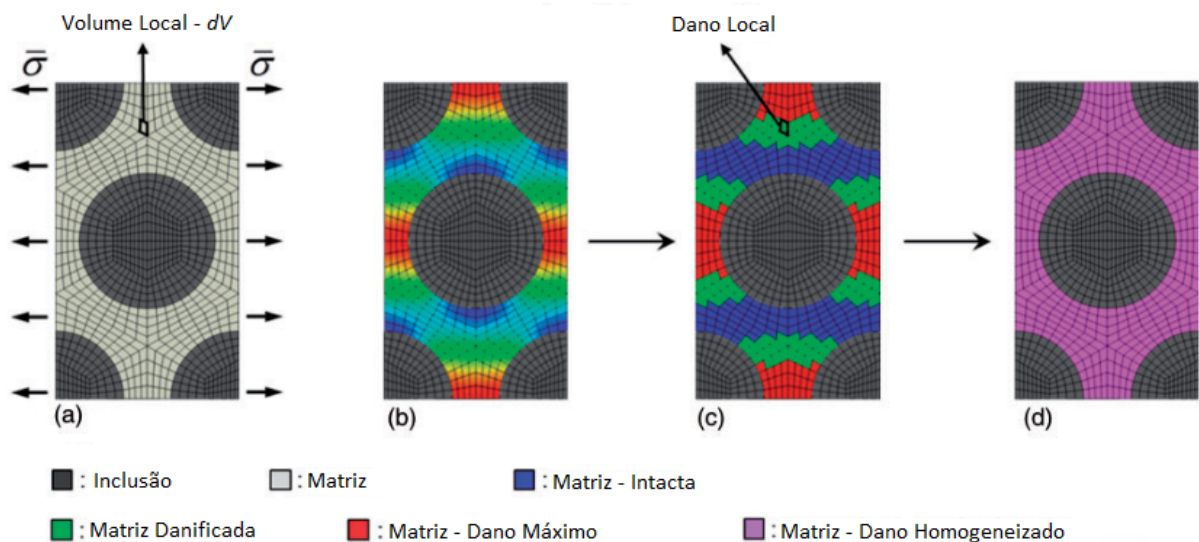 Volume Local - dV
Dano Local
σ̅ σ̅
(a) (b) (c) (d)
: Inclusão : Matriz : Matriz - Intacta
: Matriz Danificada : Matriz - Dano Máximo : Matriz - Dano Homogeneizado